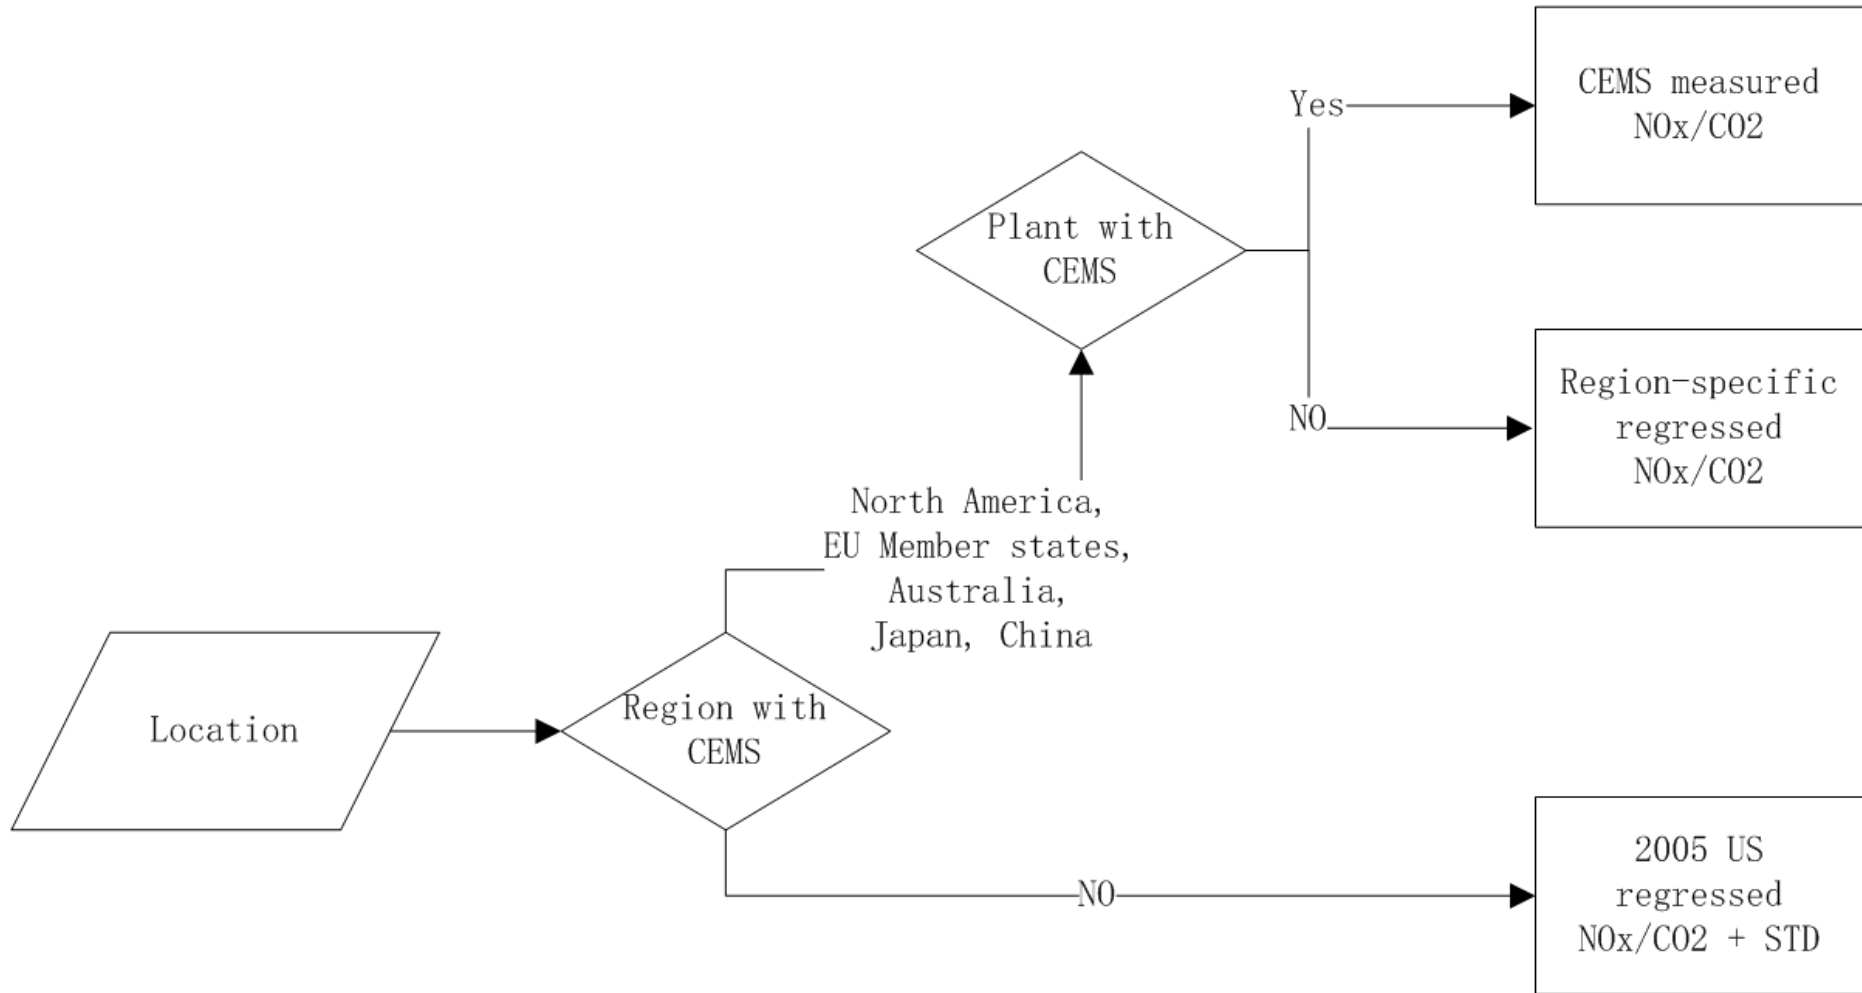 Location
Region with
CEMS
North America,
EU Member states,
Australia,
Japan, China
Plant with
CEMS
Yes
CEMS measured
NOx/CO2
NO
Region-specific
regressed
NOx/CO2
NO
2005 US
regressed
NOx/CO2 + STD